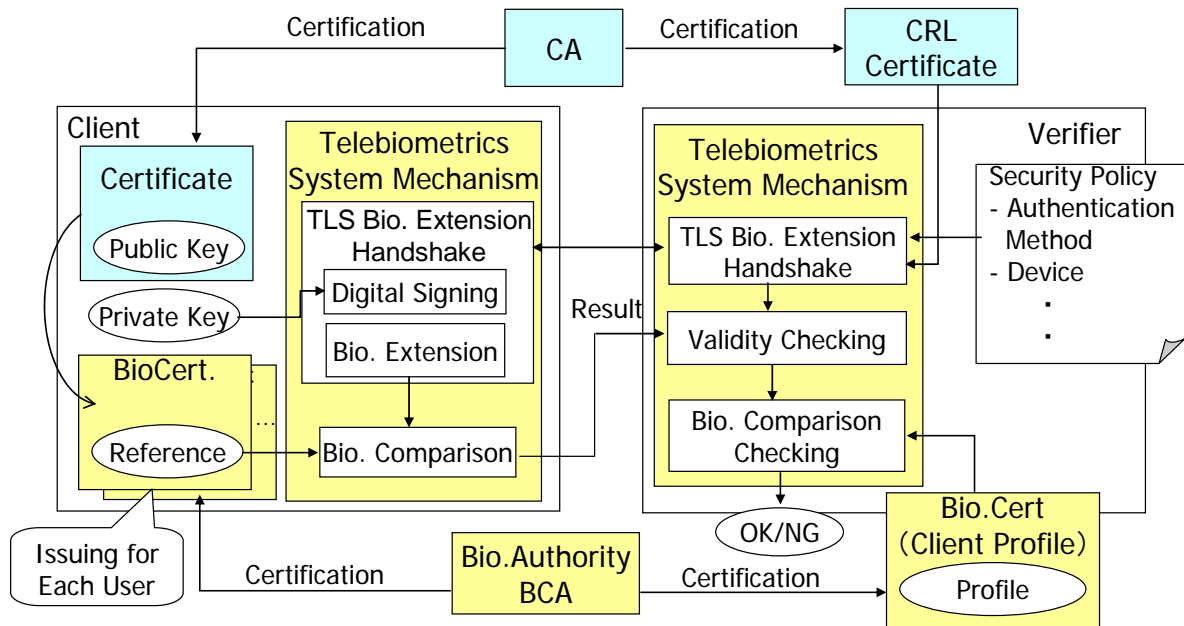 Certification
CA
Certification
CRL
Certificate
Client
Certificate
Public Key
Private Key
BioCert.
:
...
Reference
Issuing for
Each User
Telebiometrics
System Mechanism
TLS Bio. Extension
Handshake
Digital Signing
Bio. Extension
Bio. Comparison
Result
Verifier
Telebiometrics
System Mechanism
TLS Bio. Extension
Handshake
Validity Checking
Bio. Comparison
Checking
OK/NG
Security Policy
- Authentication
Method
- Device
・
・
Certification
Bio.Authority
BCA
Certification
Bio.Cert
（Client Profile）
Profile